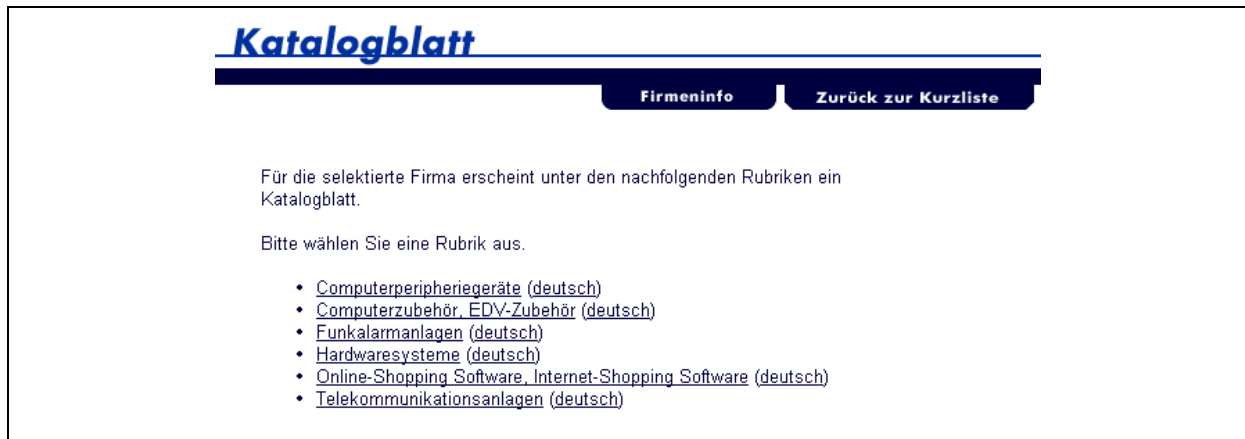 Katalogblatt
Firmeninfo Zurück zur Kurzliste
Für die selektierte Firma erscheint unter den nachfolgenden Rubriken ein
Katalogblatt.
Bitte wählen Sie eine Rubrik aus.
• Computerperipheriegeräte (deutsch)
• Computerzubehör, EDV-Zubehör (deutsch)
• Funkalarmanlagen (deutsch)
• Hardwaresysteme (deutsch)
• Online-Shopping Software, Internet-Shopping Software (deutsch)
• Telekommunikationsanlagen (deutsch)